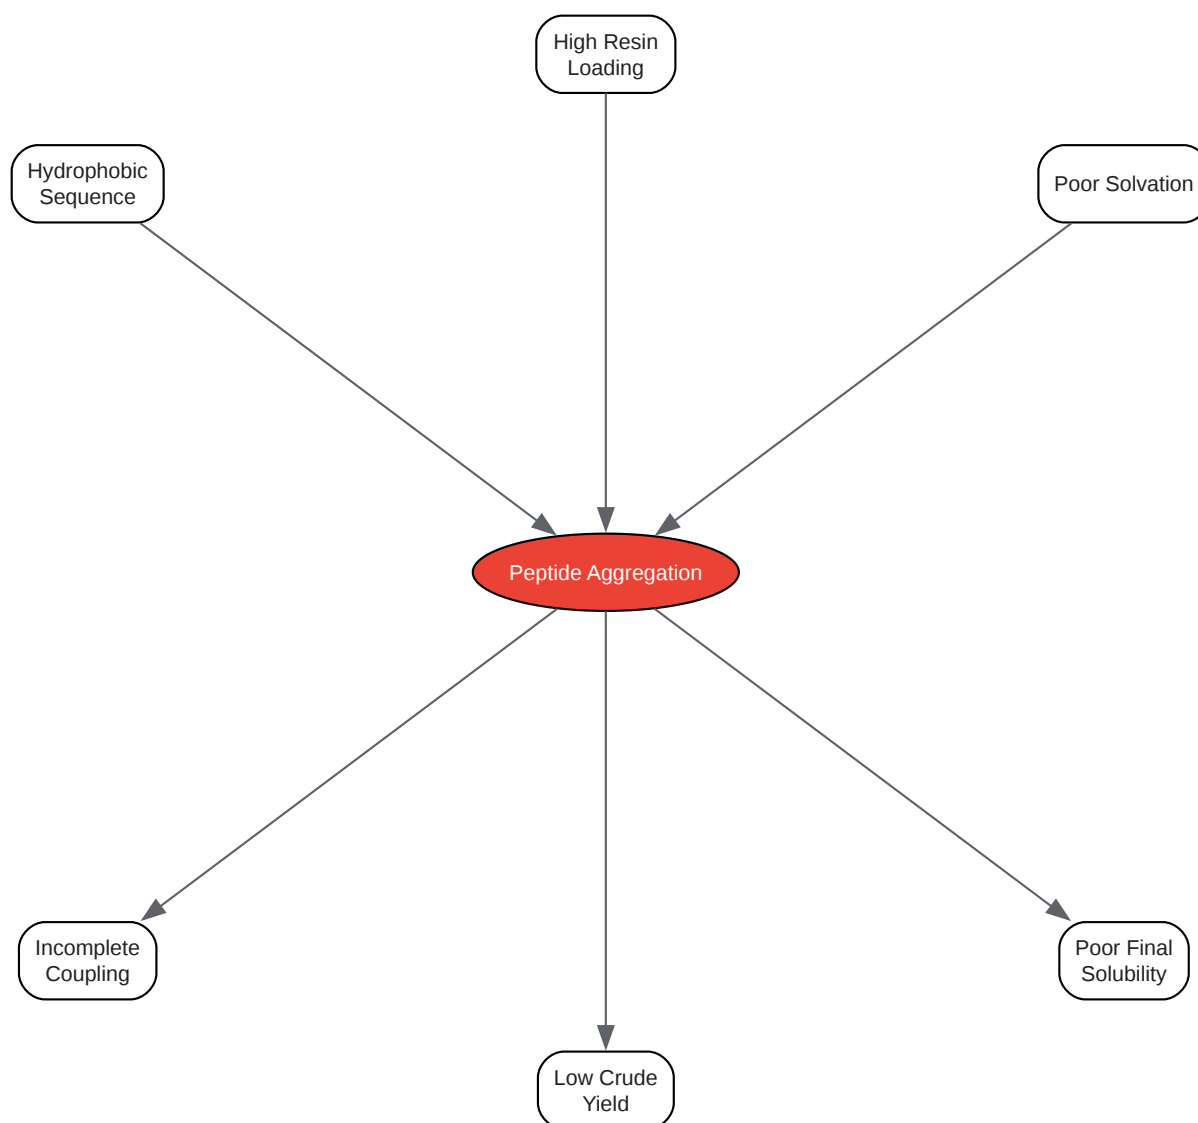 High Resin
Loading
Hydrophobic
Sequence
Poor Solvation
Peptide Aggregation
Incomplete
Coupling
Poor Final
Solubility
Low Crude
Yield